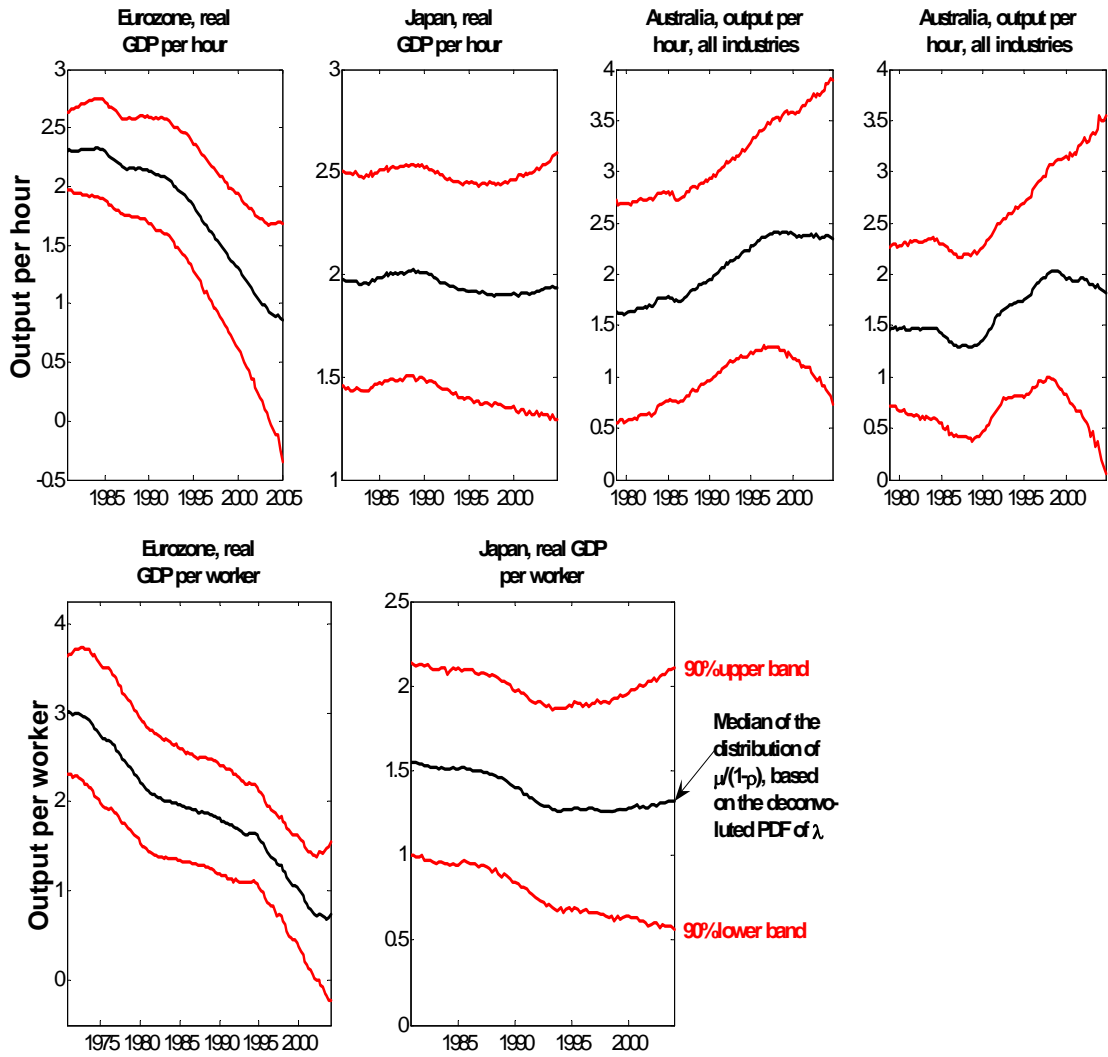 Eurozone, real
GDP per hour
Japan, real
GDP per hour
Australia, output per
hour, all industries
Australia, output per
hour, all industries
Output per hour
3
2.5
2
1.5
1
0.5
0
-0.5
1985 1990 1995 2000 2005
3
2.5
2
1.5
1
1985 1990 1995 2000
4
3.5
3
2.5
2
1.5
1
0.5
0
1980 1985 1990 1995 2000
4
3.5
3
2.5
2
1.5
1
0.5
0
1980 1985 1990 1995 2000
Eurozone, real
GDP per worker
Japan, real GDP
per worker
Output per worker
4
3
2
1
0
1975 1980 1985 1990 1995 2000
2.5
2
1.5
1
0.5
0
1985 1990 1995 2000
90% upper band
Median of the
distribution of
μ/(1-ρ), based
on the deconvo-
luted PDF of λ
90% lower band